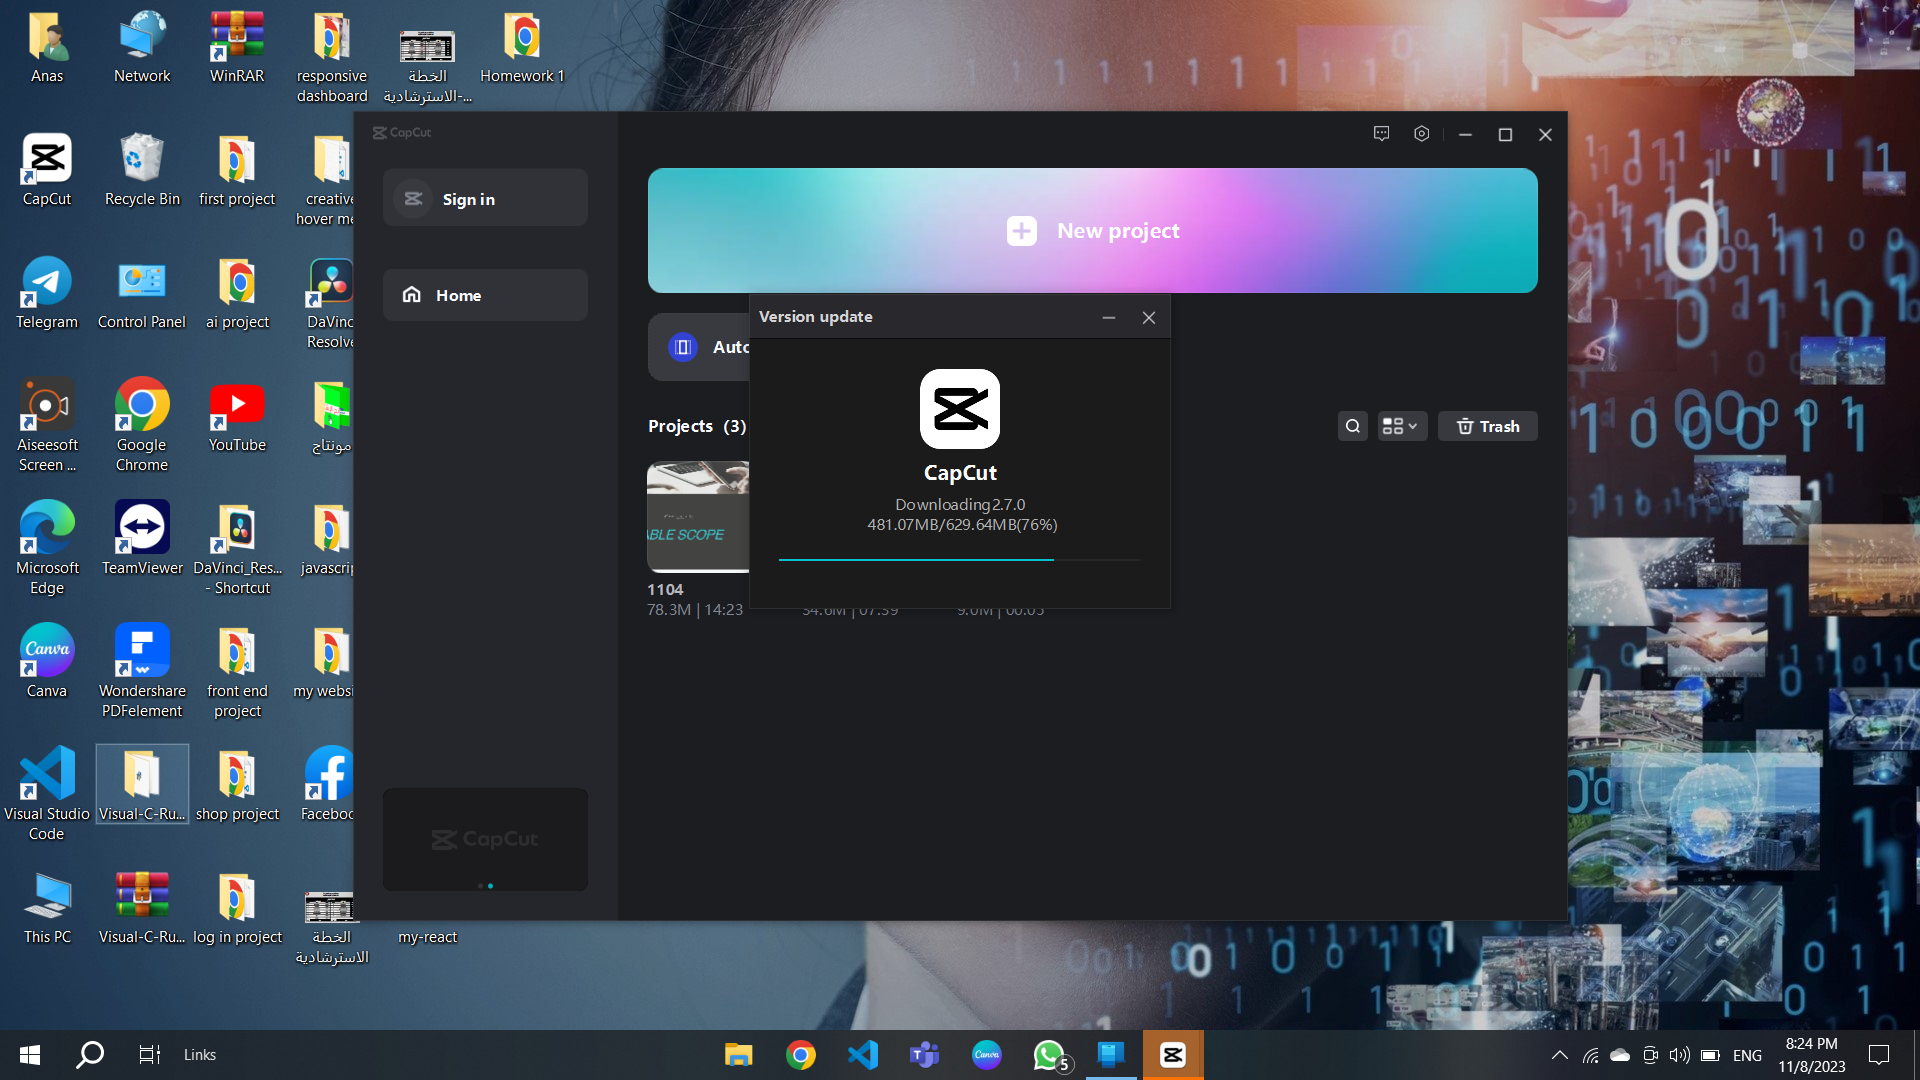 Anas
Network
WinRAR
responsive
dashboard
الخطة
الاسترشادية-...
Homework 1
CapCut
Recycle Bin
first project
creative
hover me
Telegram
Control Panel
ai project
DaVinc
Resolve
Aiseesoft
Screen ...
Google
Chrome
YouTube
مونتاج
Microsoft
Edge
TeamViewer
DaVinci_Res...
- Shortcut
javascrip
Canva
Canva
Wondershare
PDFelement
front end
project
my websi
Visual Studio
Code
Visual-C-Ru...
shop project
Faceboo
This PC
Visual-C-Ru...
log in project
الخطة
الاسترشادية
my-react
CapCut
Sign in
Home
CapCut
New project
Auto
Projects (3)
Trash
ABLE SCOPE
1104
78.3M | 14:23
34.6M | 07:39
9.0M | 00:05
Version update
CapCut
Downloading2.7.0
481.07MB/629.64MB(76%)
Links
Canva
5
ENG
8:24 PM
11/8/2023